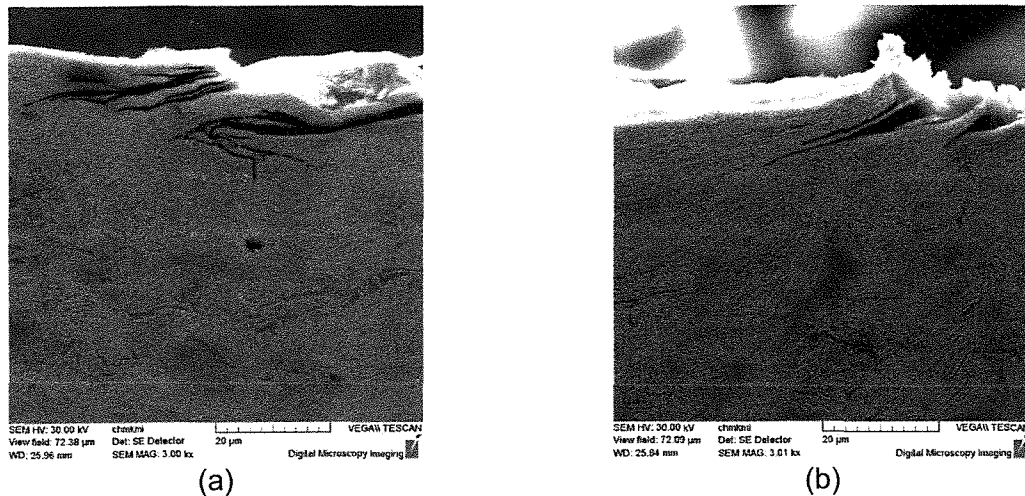 SEM HV: 30.00 kV chmkmi VEGA\\ TESCAN
View field: 72.38 µm Det: SE Detector 20 µm
WD: 25.96 mm SEM MAG: 3.00 kx Digital Microscopy Imaging
(a)
SEM HV: 30.00 kV chmkmi VEGA\\ TESCAN
View field: 72.09 µm Det: SE Detector 20 µm
WD: 25.84 mm SEM MAG: 3.01 kx Digital Microscopy Imaging
(b)